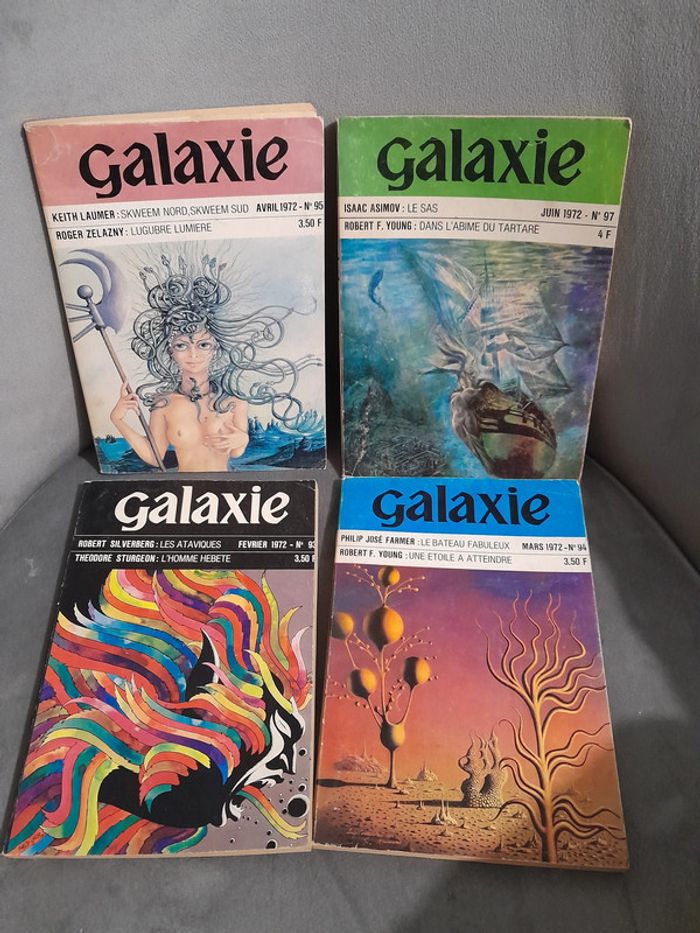 galaxie
KEITH LAUMER : SKWEEM NORD, SKWEEM SUD AVRIL 1972 - N° 95
ROGER ZELAZNY : LUGUBRE LUMIERE 3,50 F
galaxie
ISAAC ASIMOV : LE SAS JUIN 1972 - N° 97
ROBERT F. YOUNG : DANS L'ABIME DU TARTARE 4 F
galaxie
ROBERT SILVERBERG : LES ATAVIQUES FEVRIER 1972 - N° 93
THEODORE STURGEON : L'HOMME HEBETE 3,50 F
galaxie
PHILIP JOSÉ FARMER : LE BATEAU FABULEUX MARS 1972 - N° 94
ROBERT F. YOUNG : UNE ETOILE A ATTEINDRE 3,50 F